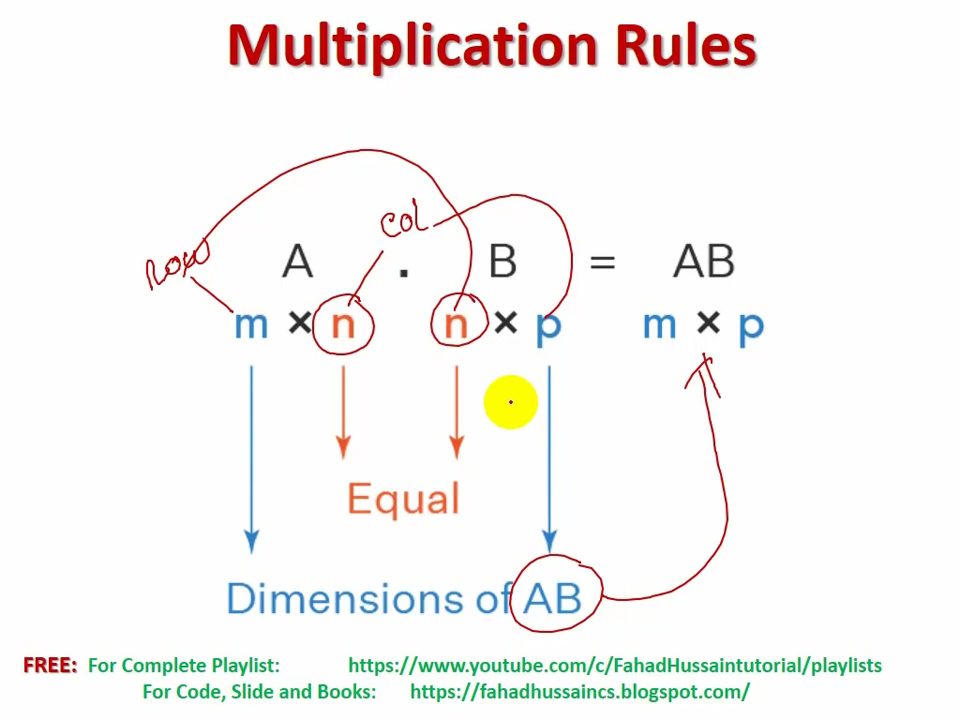 Multiplication Rules
col
Row
A . B = AB
m × n n × p m × p
Equal
Dimensions of AB
FREE: For Complete Playlist: https://www.youtube.com/c/FahadHussaintutorial/playlists
For Code, Slide and Books: https://fahadhussaincs.blogspot.com/